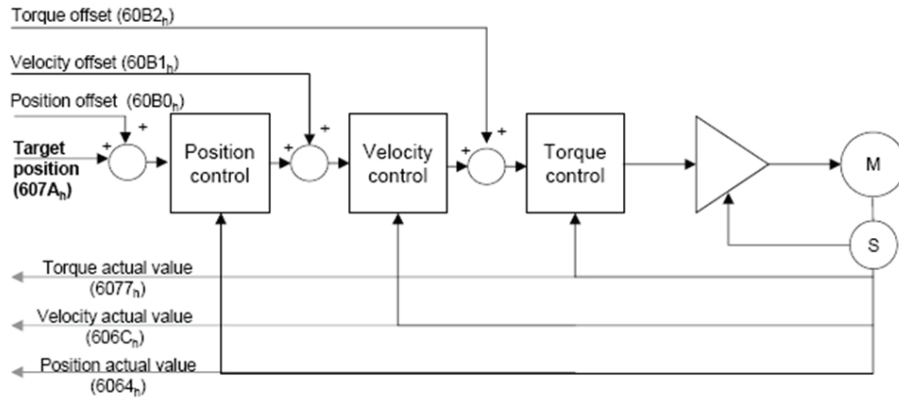 Torque offset (60B2h)
Velocity offset (60B1h)
Position offset (60B0h)
+ + + + + +
Target
position
(607Ah)
Position
control
Velocity
control
Torque
control
M
S
Torque actual value
(6077h)
Velocity actual value
(606Ch)
Position actual value
(6064h)